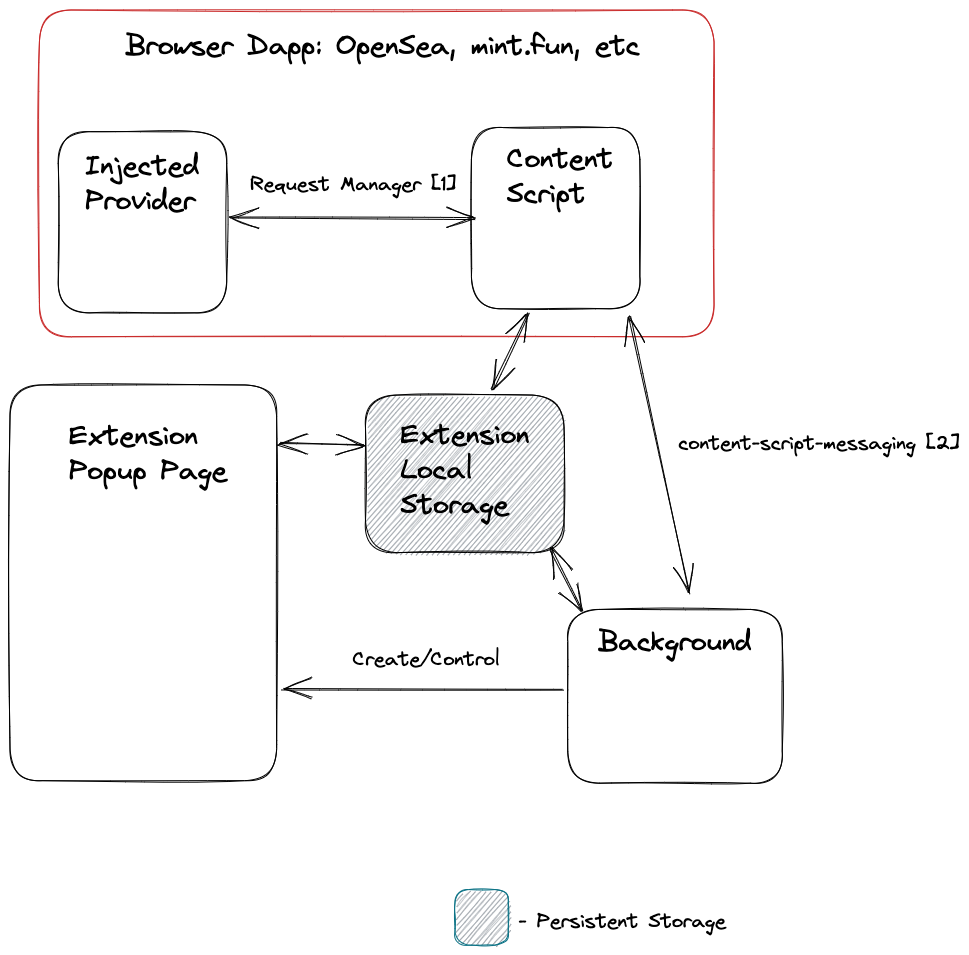 Browser Dapp: OpenSea, mint.fun, etc
Injected
Provider
Request Manager [1]
Content
Script
Extension
Popup Page
Extension
Local
Storage
content-script-messaging [2]
Create/Control
Background
- Persistent Storage